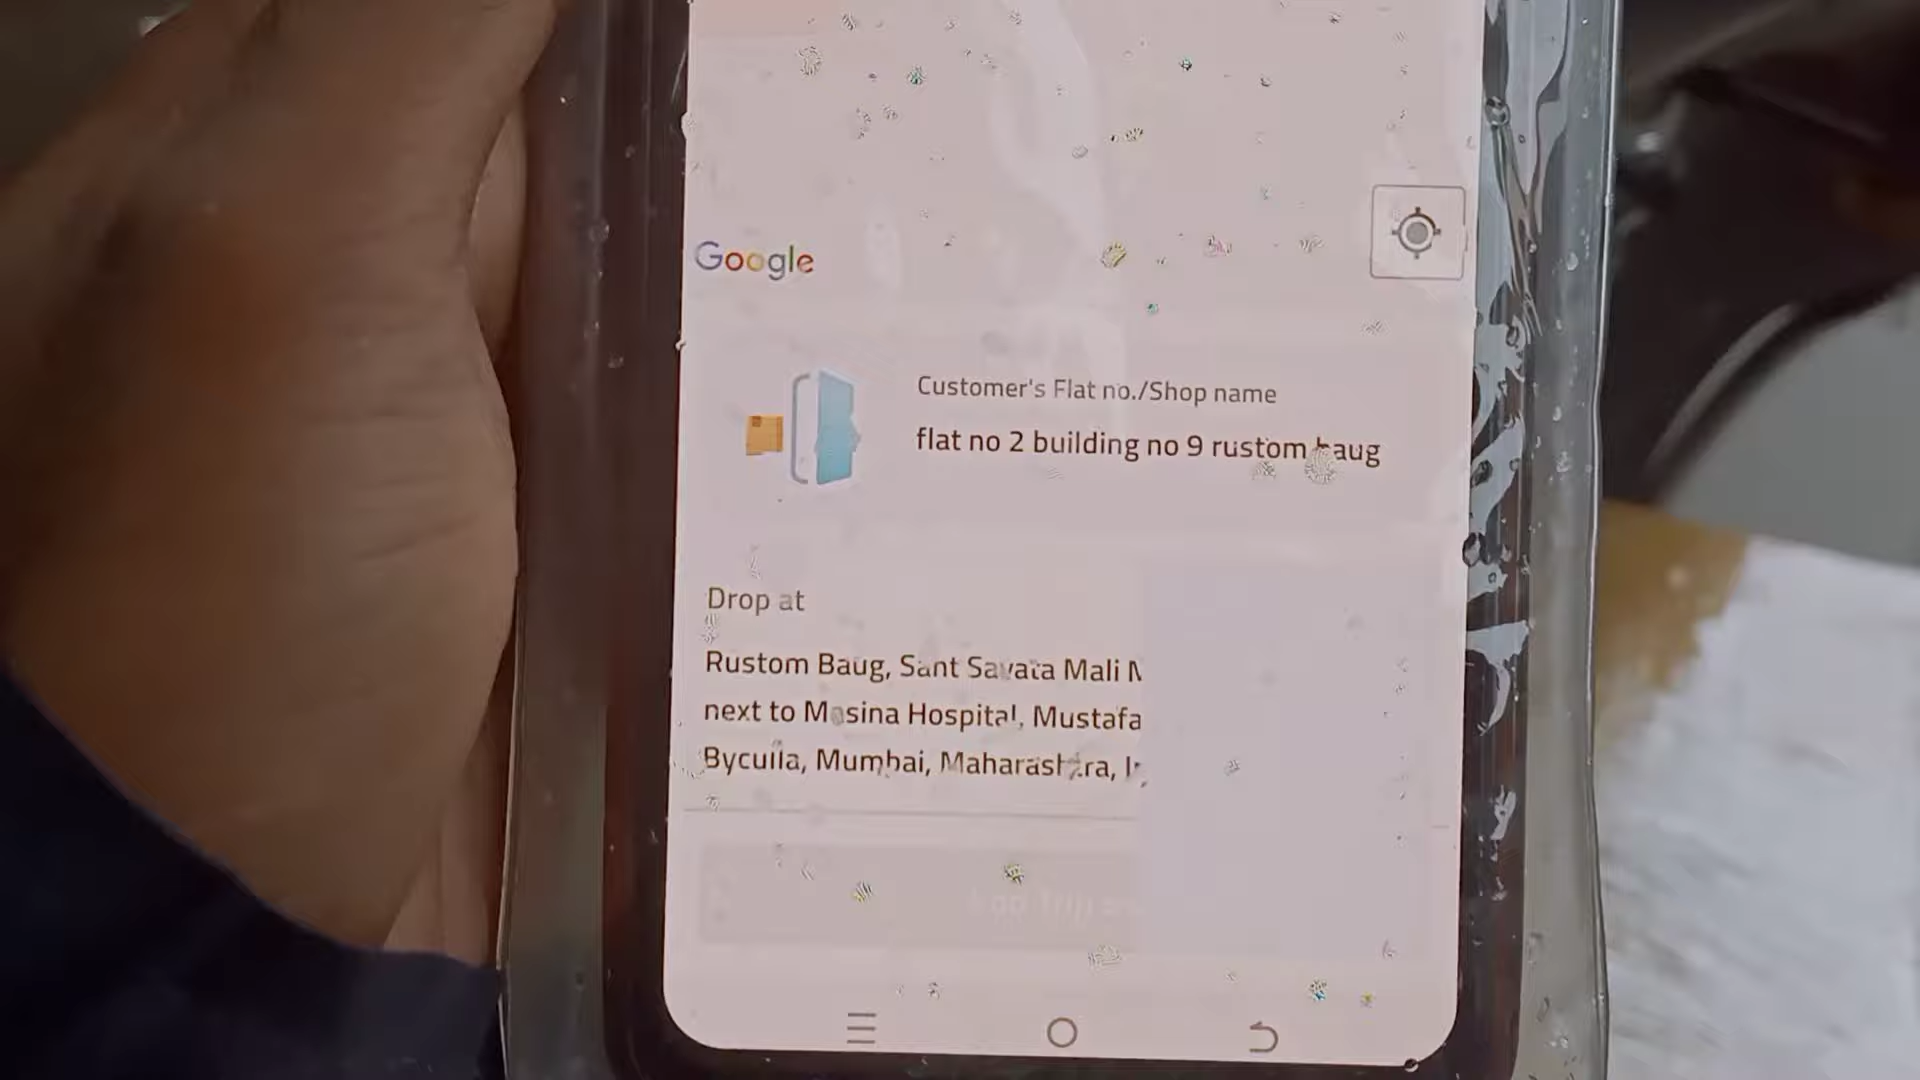 Google
Customer's Flat no./Shop name
flat no 2 building no 9 rustom baug
Drop at
Rustom Baug, Sant Savata Mali M
next to Masina Hospital, Mustafa
Byculla, Mumbai, Maharashtra,